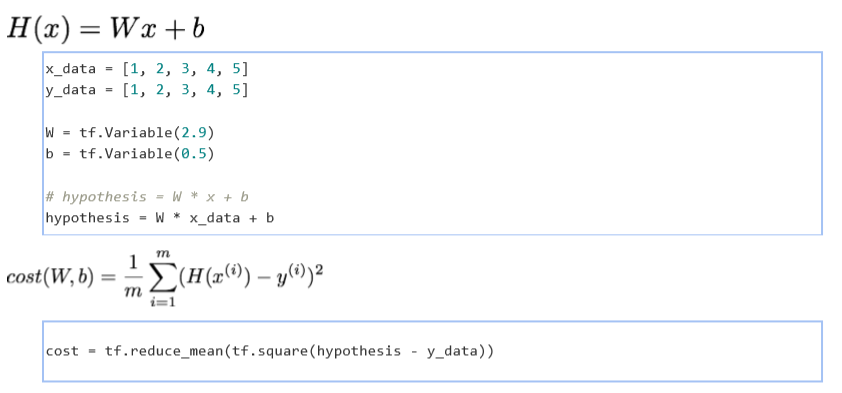 H(x) = Wx + b
x_data = [1, 2, 3, 4, 5]
y_data = [1, 2, 3, 4, 5]
W = tf.Variable(2.9)
b = tf.Variable(0.5)
# hypothesis = W * x + b
hypothesis = W * x_data + b
cost(W, b) = \frac{1}{m} \sum_{i=1}^{m} (H(x^{(i)}) − y^{(i)})^2
cost = tf.reduce_mean(tf.square(hypothesis - y_data))